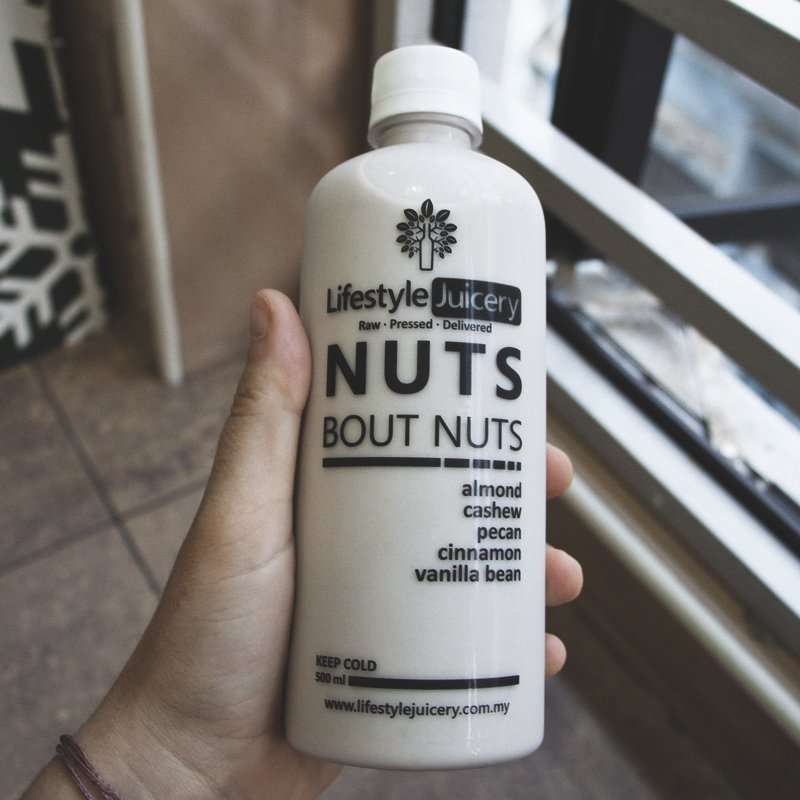 Lifestyle Juicery
Raw · Pressed · Delivered
NUTS
BOUT NUTS
almond
cashew
pecan
cinnamon
vanilla bean
KEEP COLD
500 ml
www.lifestylejuicery.com.my